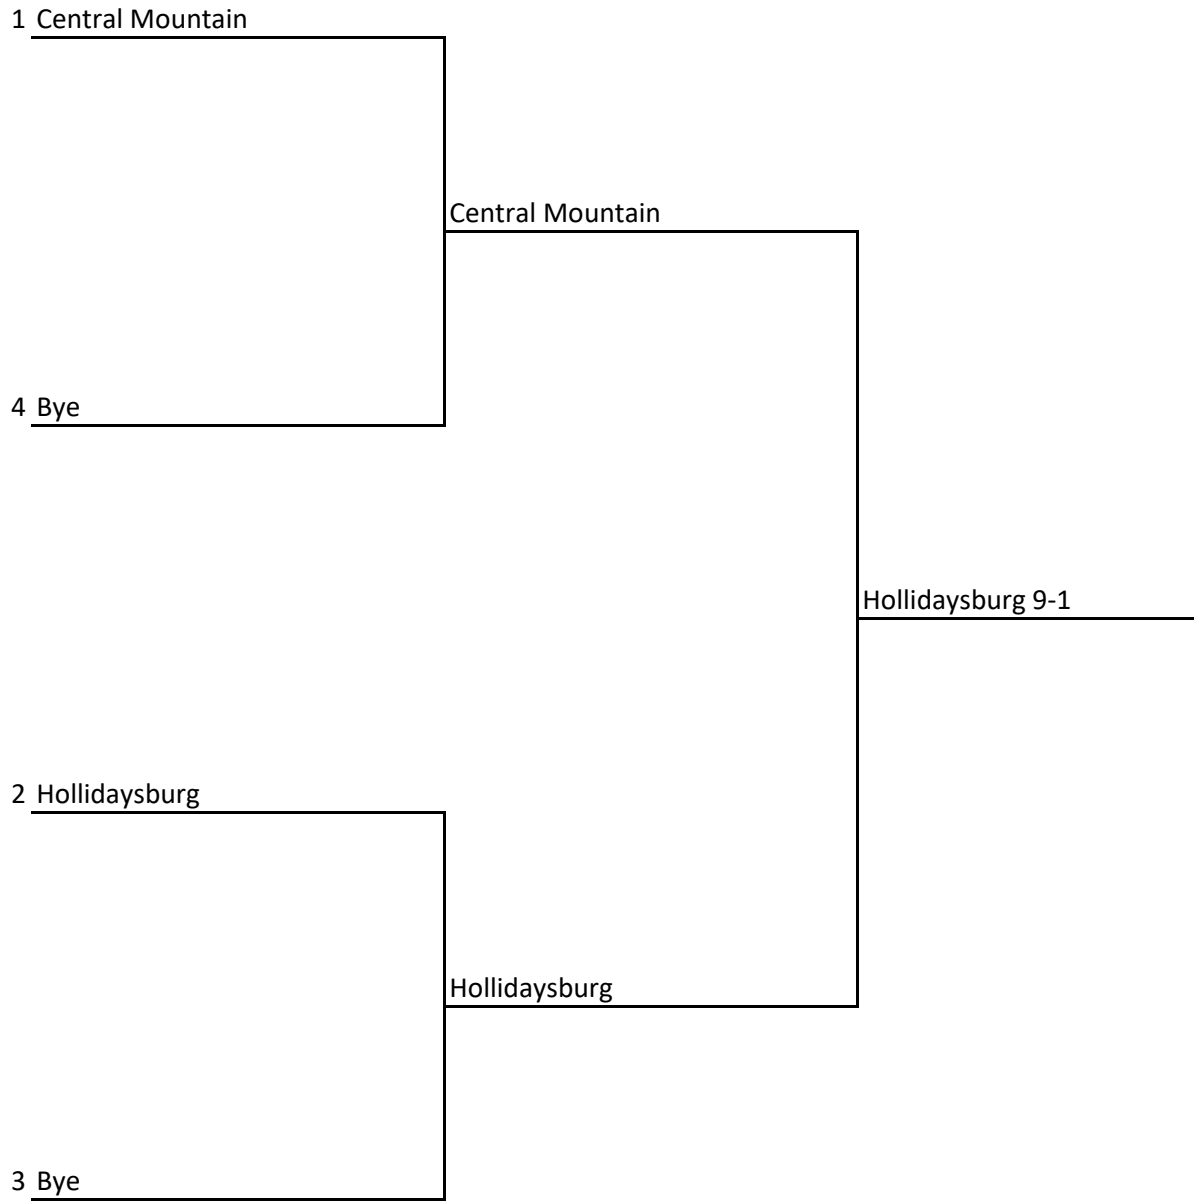 1 Central Mountain
Central Mountain
4 Bye
Hollidaysburg 9-1
2 Hollidaysburg
Hollidaysburg
3 Bye